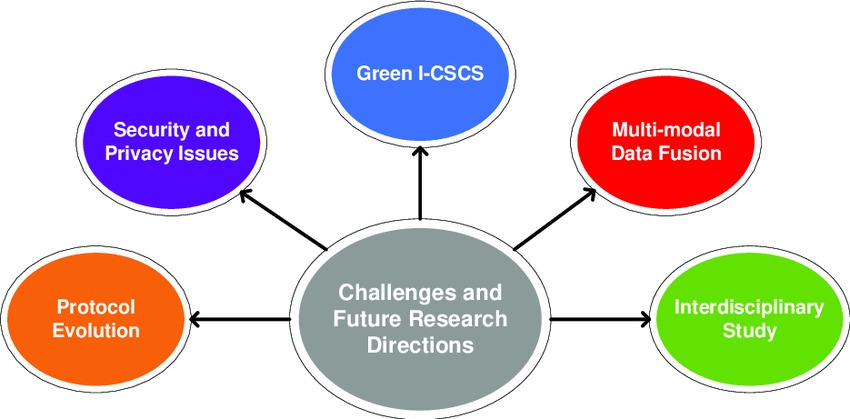 Green I-CSCS
Security and
Privacy Issues
Multi-modal
Data Fusion
Protocol
Evolution
Challenges and
Future Research
Directions
Interdisciplinary
Study